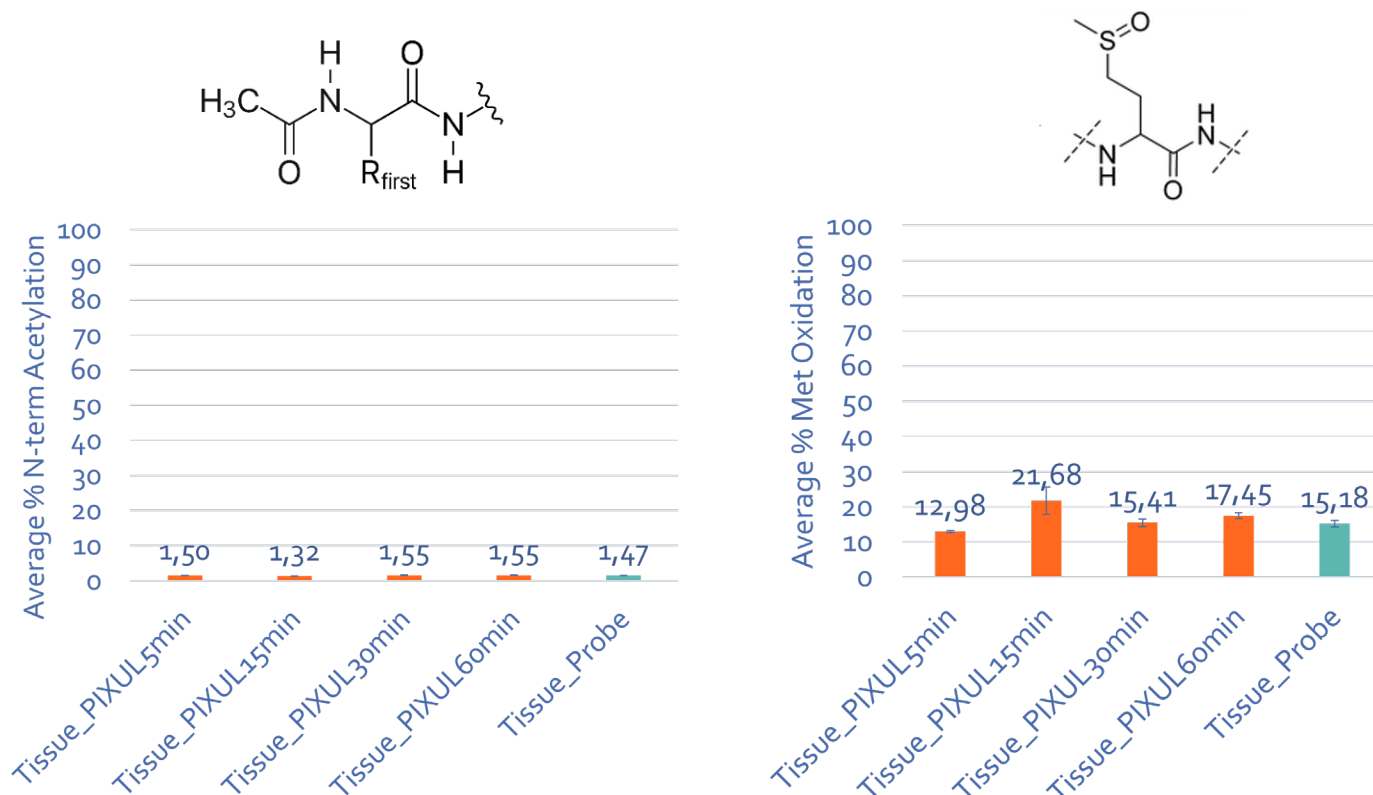 H
N
O
H₃C
O
R_first
N
H
Average % N-term Acetylation
100
90
80
70
60
50
40
30
20
10
0
1,50
1,32
1,55
1,55
1,47
Tissue_PIXUL5min
Tissue_PIXUL15min
Tissue_PIXUL30min
Tissue_PIXUL60min
Tissue_Probe
S
O
H
N
N
H
O
Average % Met Oxidation
100
90
80
70
60
50
40
30
20
10
0
12,98
21,68
15,41
17,45
15,18
Tissue_PIXUL5min
Tissue_PIXUL15min
Tissue_PIXUL30min
Tissue_PIXUL60min
Tissue_Probe